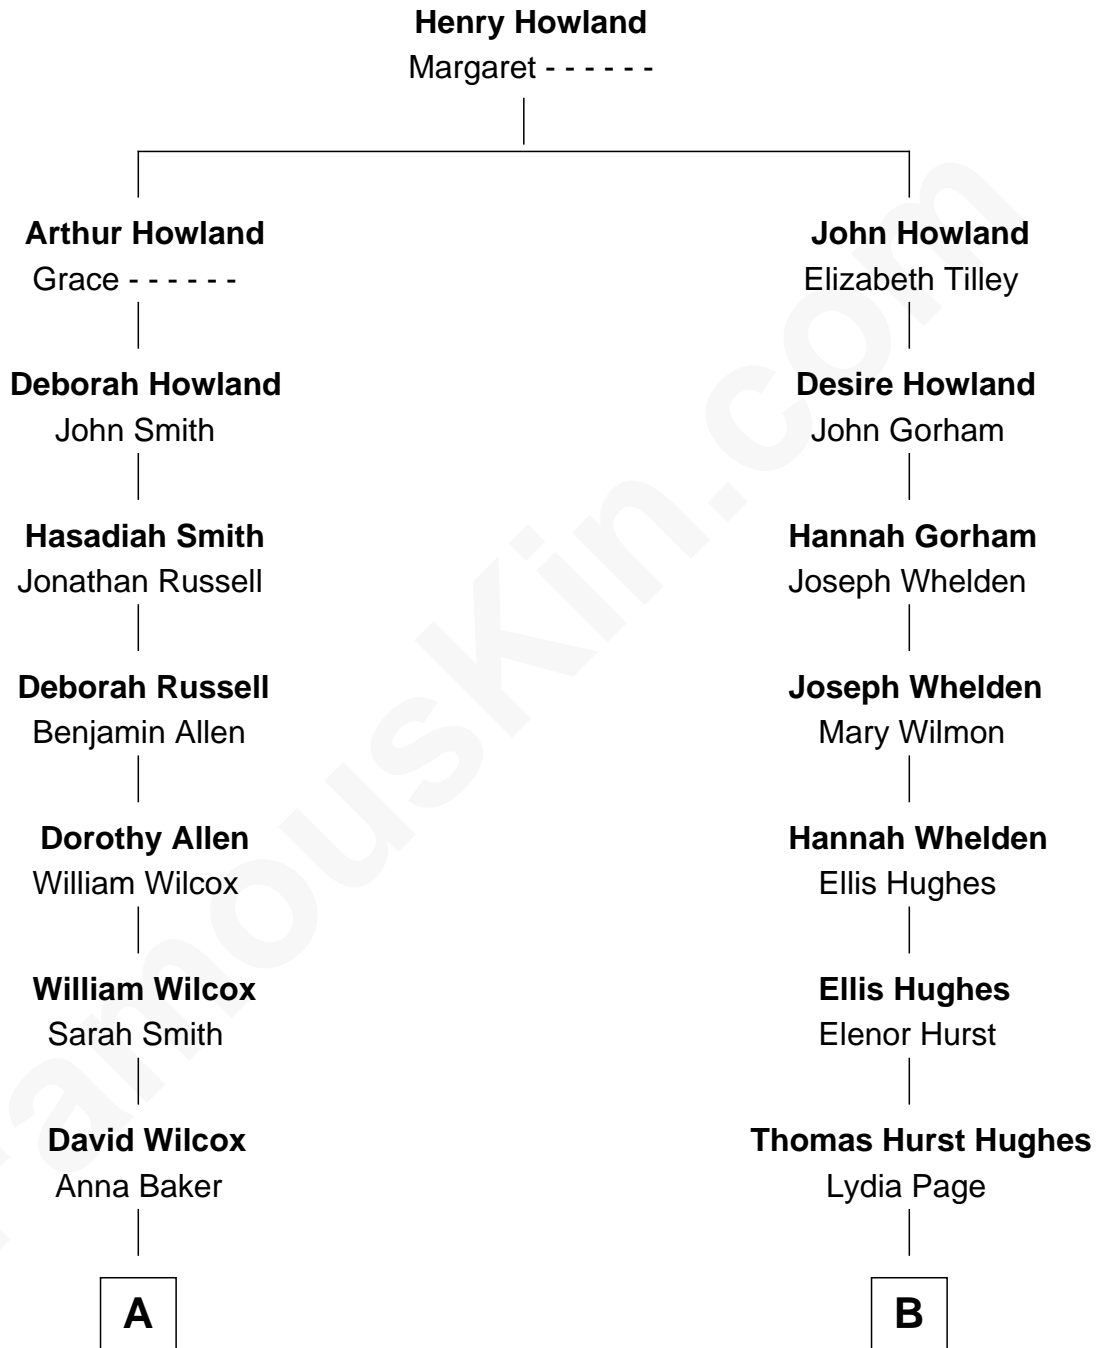 Henry Howland
Margaret - - - - - -
Arthur Howland
Grace - - - - - -
John Howland
Elizabeth Tilley
Deborah Howland
John Smith
Desire Howland
John Gorham
Hasadiah Smith
Jonathan Russell
Hannah Gorham
Joseph Whelden
Deborah Russell
Benjamin Allen
Joseph Whelden
Mary Wilmon
Dorothy Allen
William Wilcox
Hannah Whelden
Ellis Hughes
William Wilcox
Sarah Smith
Ellis Hughes
Elenor Hurst
David Wilcox
Anna Baker
Thomas Hurst Hughes
Lydia Page
A
B
FamousKin.com